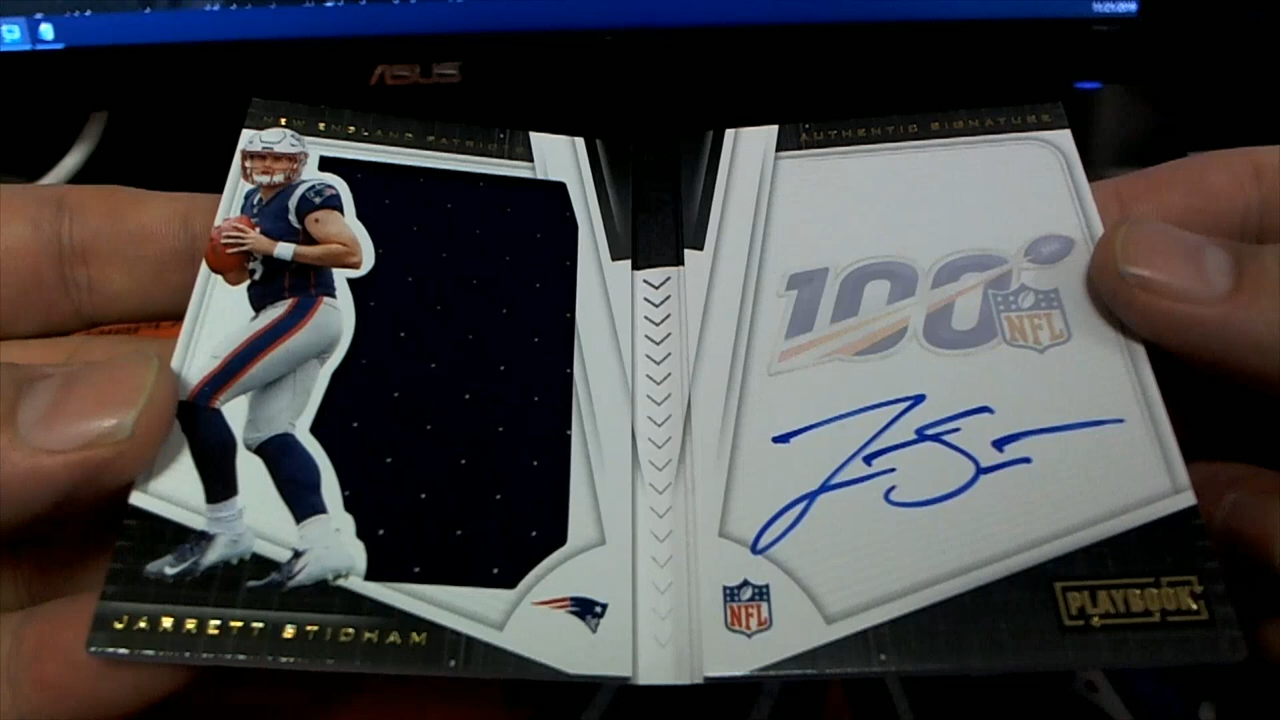 ASUS
NEW ENGLAND PATRIOTS
AUTHENTIC SIGNATURE
100
NFL
NFL
PLAYBOOK
JARRETT STIDHAM